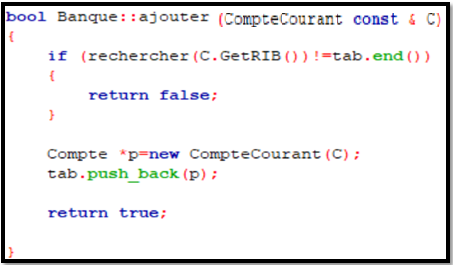 bool Banque::ajouter (CompteCourant const & C)
{
if (rechercher(C.GetRIB())!=tab.end())
{
return false;
}
Compte *p=new CompteCourant(C);
tab.push_back(p);
return true;
}